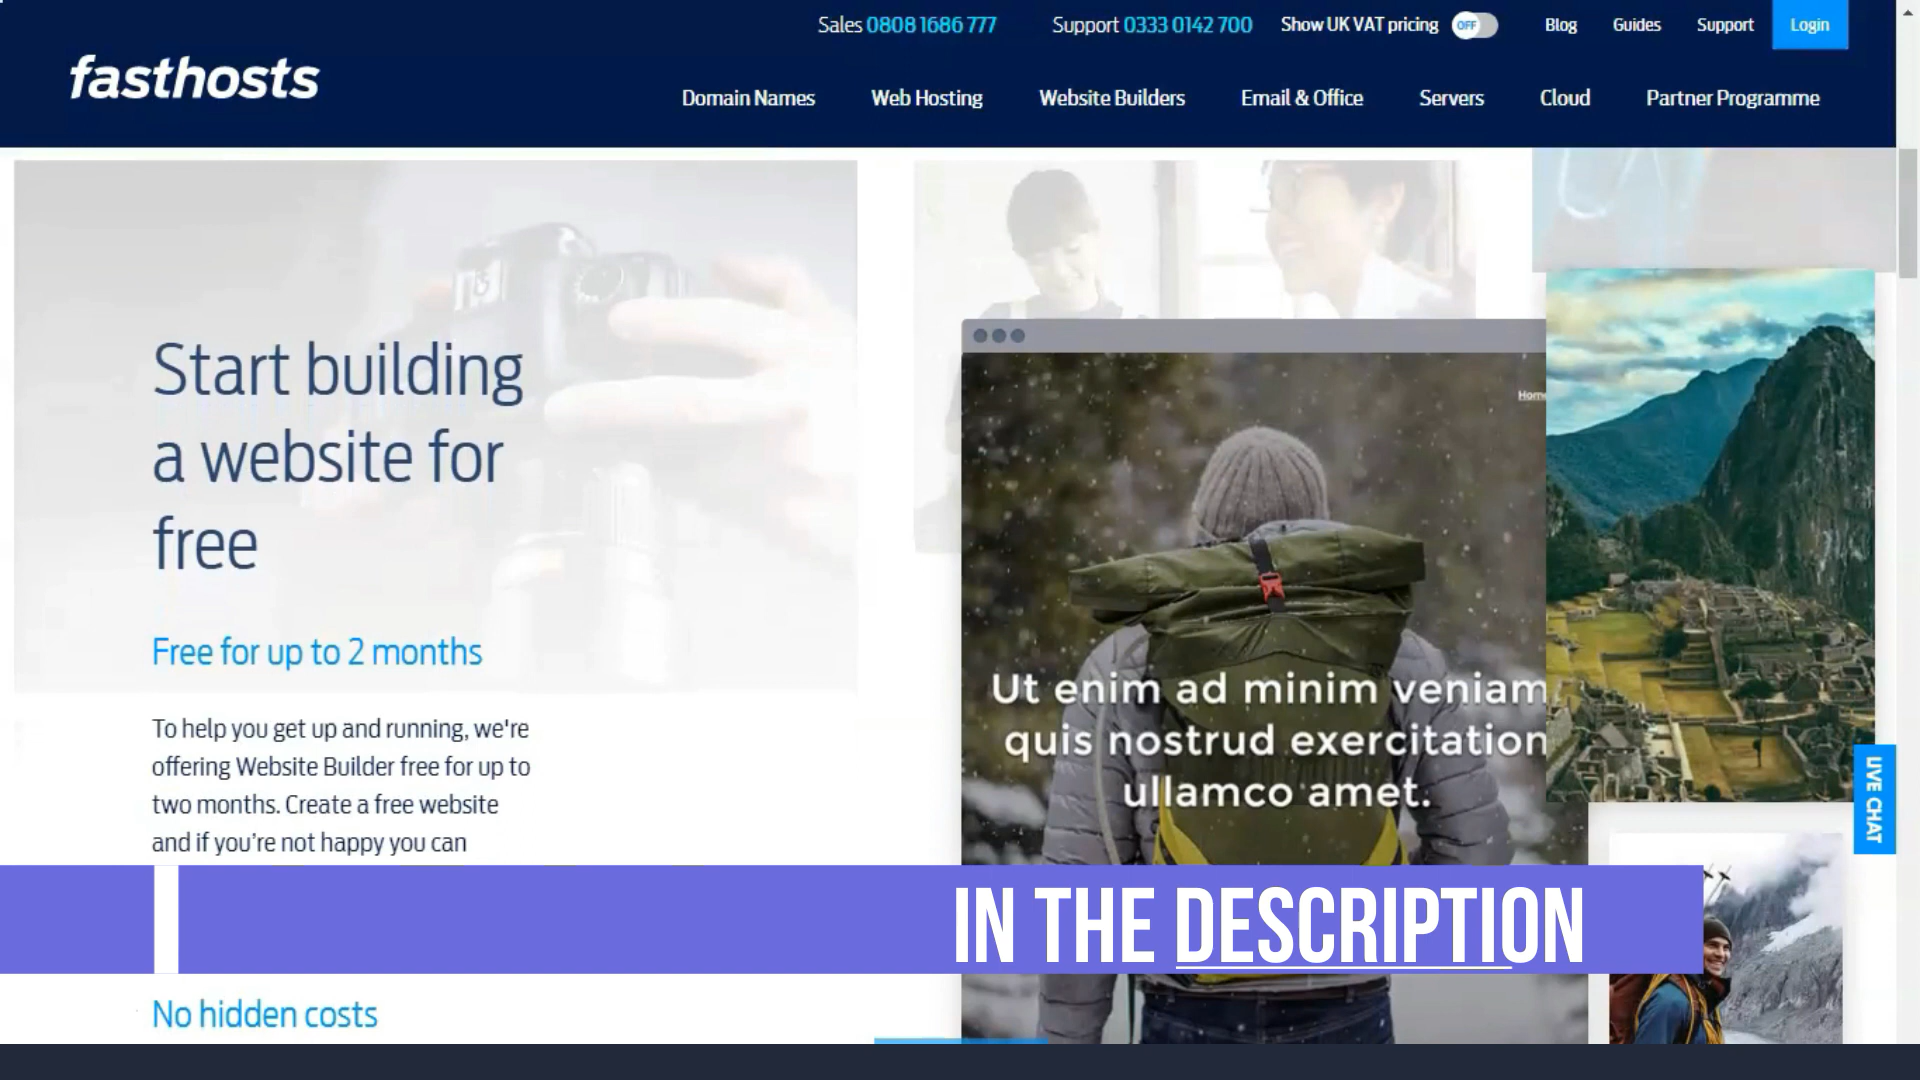 Sales 0808 1686 777
Support 0333 0142 700
Show UK VAT pricing
OFF
Blog
Guides
Support
Login
fasthosts
Domain Names
Web Hosting
Website Builders
Email & Office
Servers
Cloud
Partner Programme
Start building
a website for
free
Free for up to 2 months
To help you get up and running, we're
offering Website Builder free for up to
two months. Create a free website
and if you're not happy you can
Home
Ut enim ad minim veniam
quis nostrud exercitation
ullamco amet.
LIVE CHAT
IN THE DESCRIPTION
No hidden costs